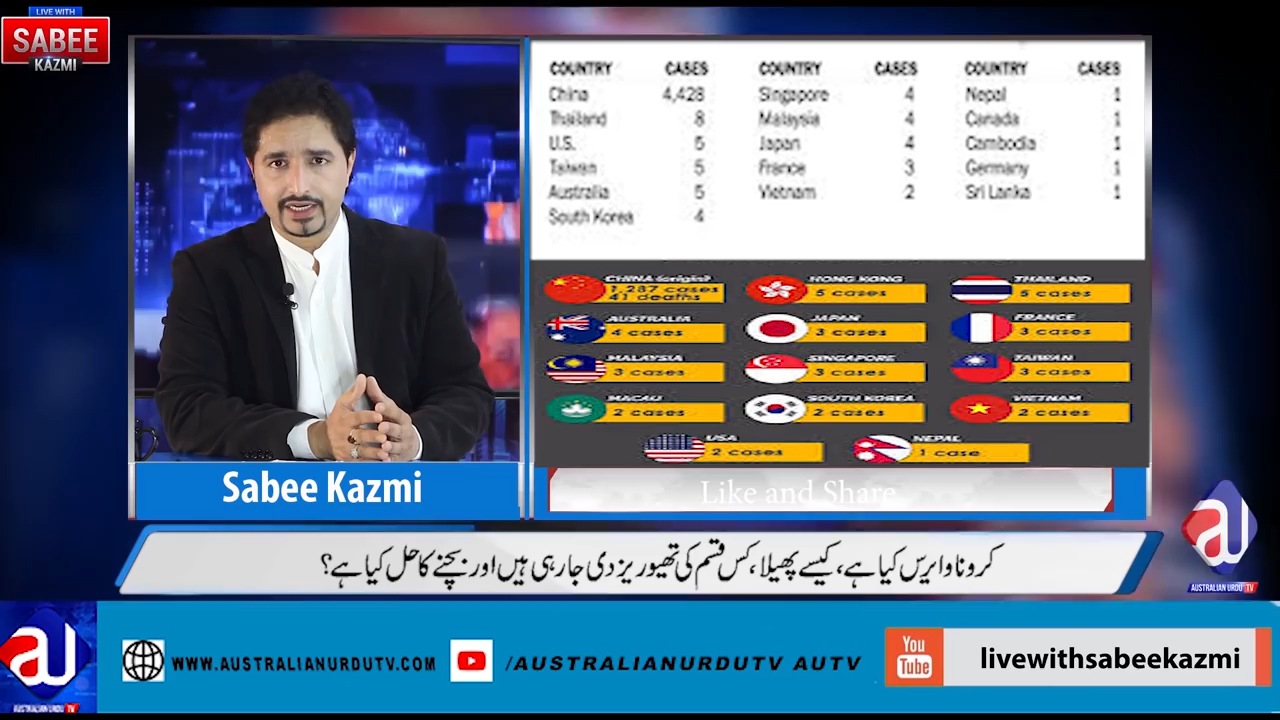 LIVE WITH
SABEE
KAZMI
COUNTRY CASES COUNTRY CASES COUNTRY CASES
China 4,428 Singapore 4 Nepal 1
Thailand 8 Malaysia 4 Canada 1
U.S. 5 Japan 4 Cambodia 1
Taiwan 5 France 3 Germany 1
Australia 5 Vietnam 2 Sri Lanka 1
South Korea 4
CHINA (origin) HONG KONG THAILAND
1,287 cases 5 cases 5 cases
41 deaths
AUSTRALIA JAPAN FRANCE
4 cases 3 cases 3 cases
MALAYSIA SINGAPORE TAIWAN
3 cases 3 cases 3 cases
MACAU SOUTH KOREA VIETNAM
2 cases 2 cases 2 cases
USA NEPAL
2 cases 1 case
Sabee Kazmi
Like and Share
کرونا وایرس کیا ہے، کیسے پھیلا، کس قسم کی تھیوریز دی جا رہی ہیں اور بچنے کا حل کیا ہے؟
au
AUSTRALIAN URDU TV
au
AUSTRALIAN URDU TV
WWW.AUSTRALIANURDUTV.COM
/AUSTRALIANURDUTV AUTV
You
Tube
livewithsabeekazmi